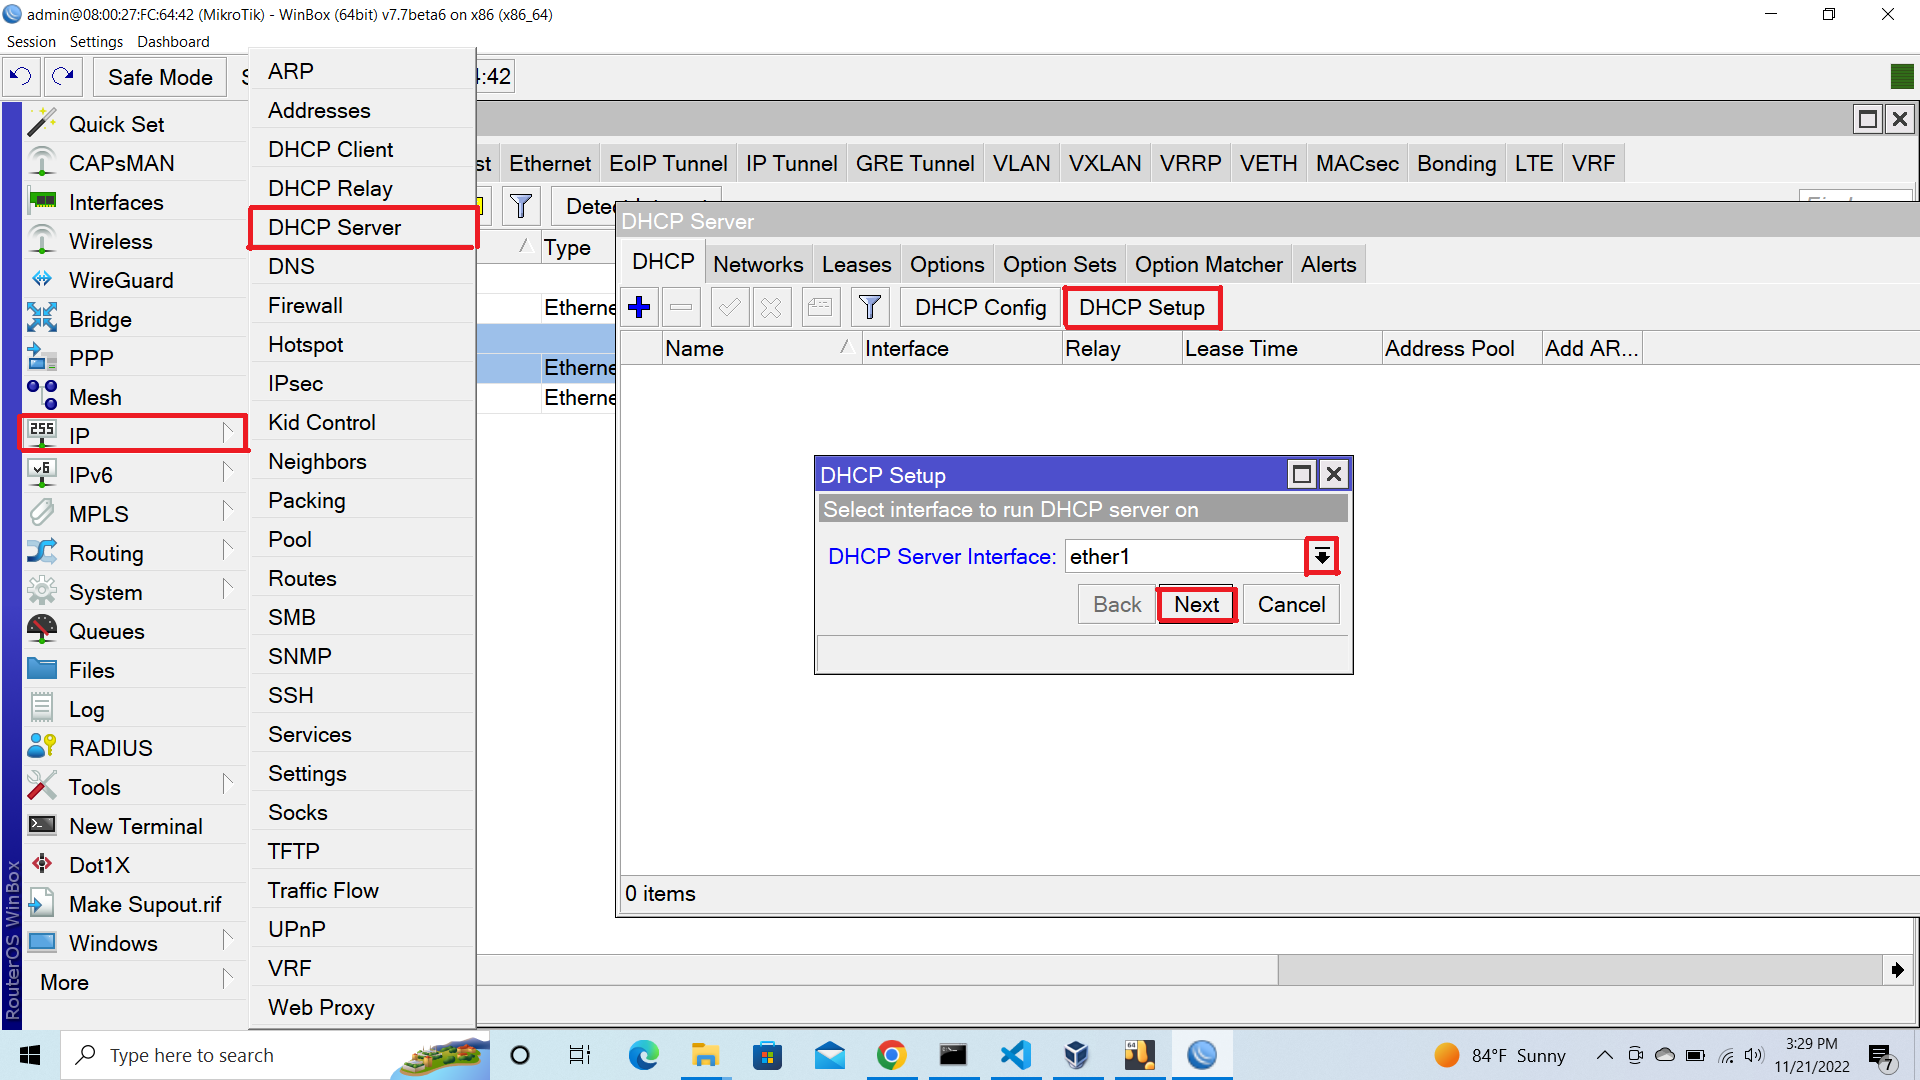 admin@08:00:27:FC:64:42 (MikroTik) - WinBox (64bit) v7.7beta6 on x86 (x86_64)
Session Settings Dashboard
Safe Mode
4:42
Quick Set
CAPsMAN
Interfaces
Wireless
WireGuard
Bridge
PPP
Mesh
IP
IPv6
MPLS
Routing
System
Queues
Files
Log
RADIUS
Tools
New Terminal
Dot1X
Make Supout.rif
Windows
More
RouterOS WinBox
ARP
Addresses
DHCP Client
DHCP Relay
DHCP Server
DNS
Firewall
Hotspot
IPsec
Kid Control
Neighbors
Packing
Pool
Routes
SMB
SNMP
SSH
Services
Settings
Socks
TFTP
Traffic Flow
UPnP
VRF
Web Proxy
st Ethernet EoIP Tunnel IP Tunnel GRE Tunnel VLAN VXLAN VRRP VETH MACsec Bonding LTE VRF
Type
Etherne
Etherne
Etherne
DHCP Server
DHCP Networks Leases Options Option Sets Option Matcher Alerts
DHCP Config DHCP Setup
Name Interface Relay Lease Time Address Pool Add AR...
DHCP Setup
Select interface to run DHCP server on
DHCP Server Interface: ether1
Back Next Cancel
0 items
Type here to search
84°F Sunny
3:29 PM
11/21/2022
7